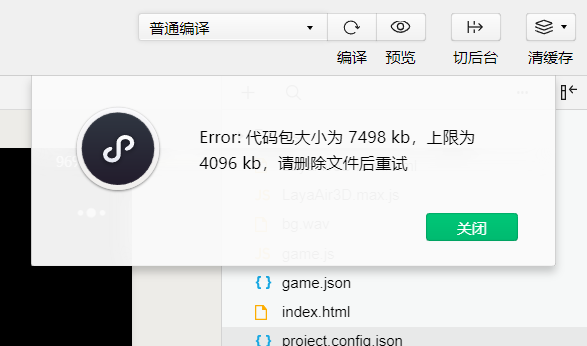 普通编译
编译
预览
切后台
清缓存
Error: 代码包大小为 7498 kb，上限为
4096 kb，请删除文件后重试
关闭
LayaAir3D.max.js
bg.wav
game.js
game.json
index.html
project.config.json